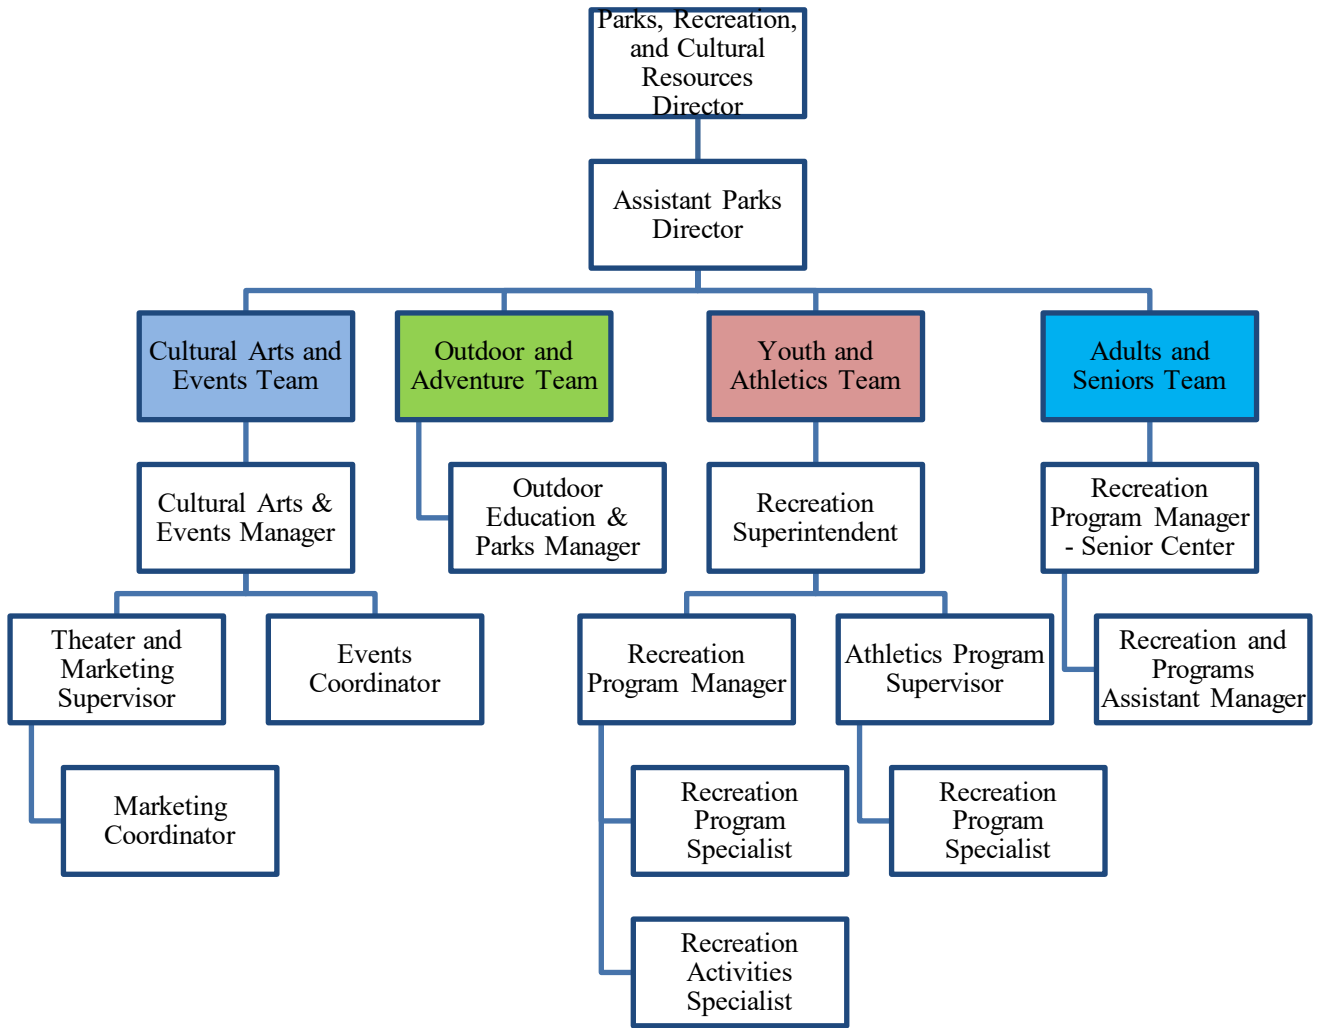 Parks, Recreation,
and Cultural
Resources
Director
Assistant Parks
Director
Cultural Arts and
Events Team
Outdoor and
Adventure Team
Youth and
Athletics Team
Adults and
Seniors Team
Cultural Arts &
Events Manager
Outdoor
Education &
Parks Manager
Recreation
Superintendent
Recreation
Program Manager
- Senior Center
Theater and
Marketing
Supervisor
Events
Coordinator
Recreation
Program Manager
Athletics Program
Supervisor
Recreation and
Programs
Assistant Manager
Marketing
Coordinator
Recreation
Program
Specialist
Recreation
Program
Specialist
Recreation
Activities
Specialist